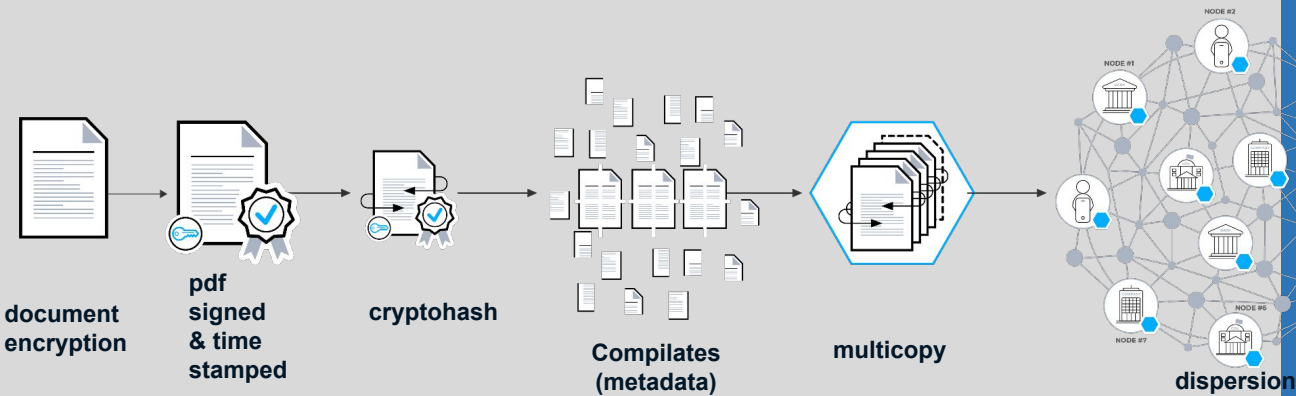 document
encryption
pdf
signed
& time
stamped
cryptohash
Compilates
(metadata)
multicopy
NODE #2
NODE #1
NODE #6
NODE #7
dispersion